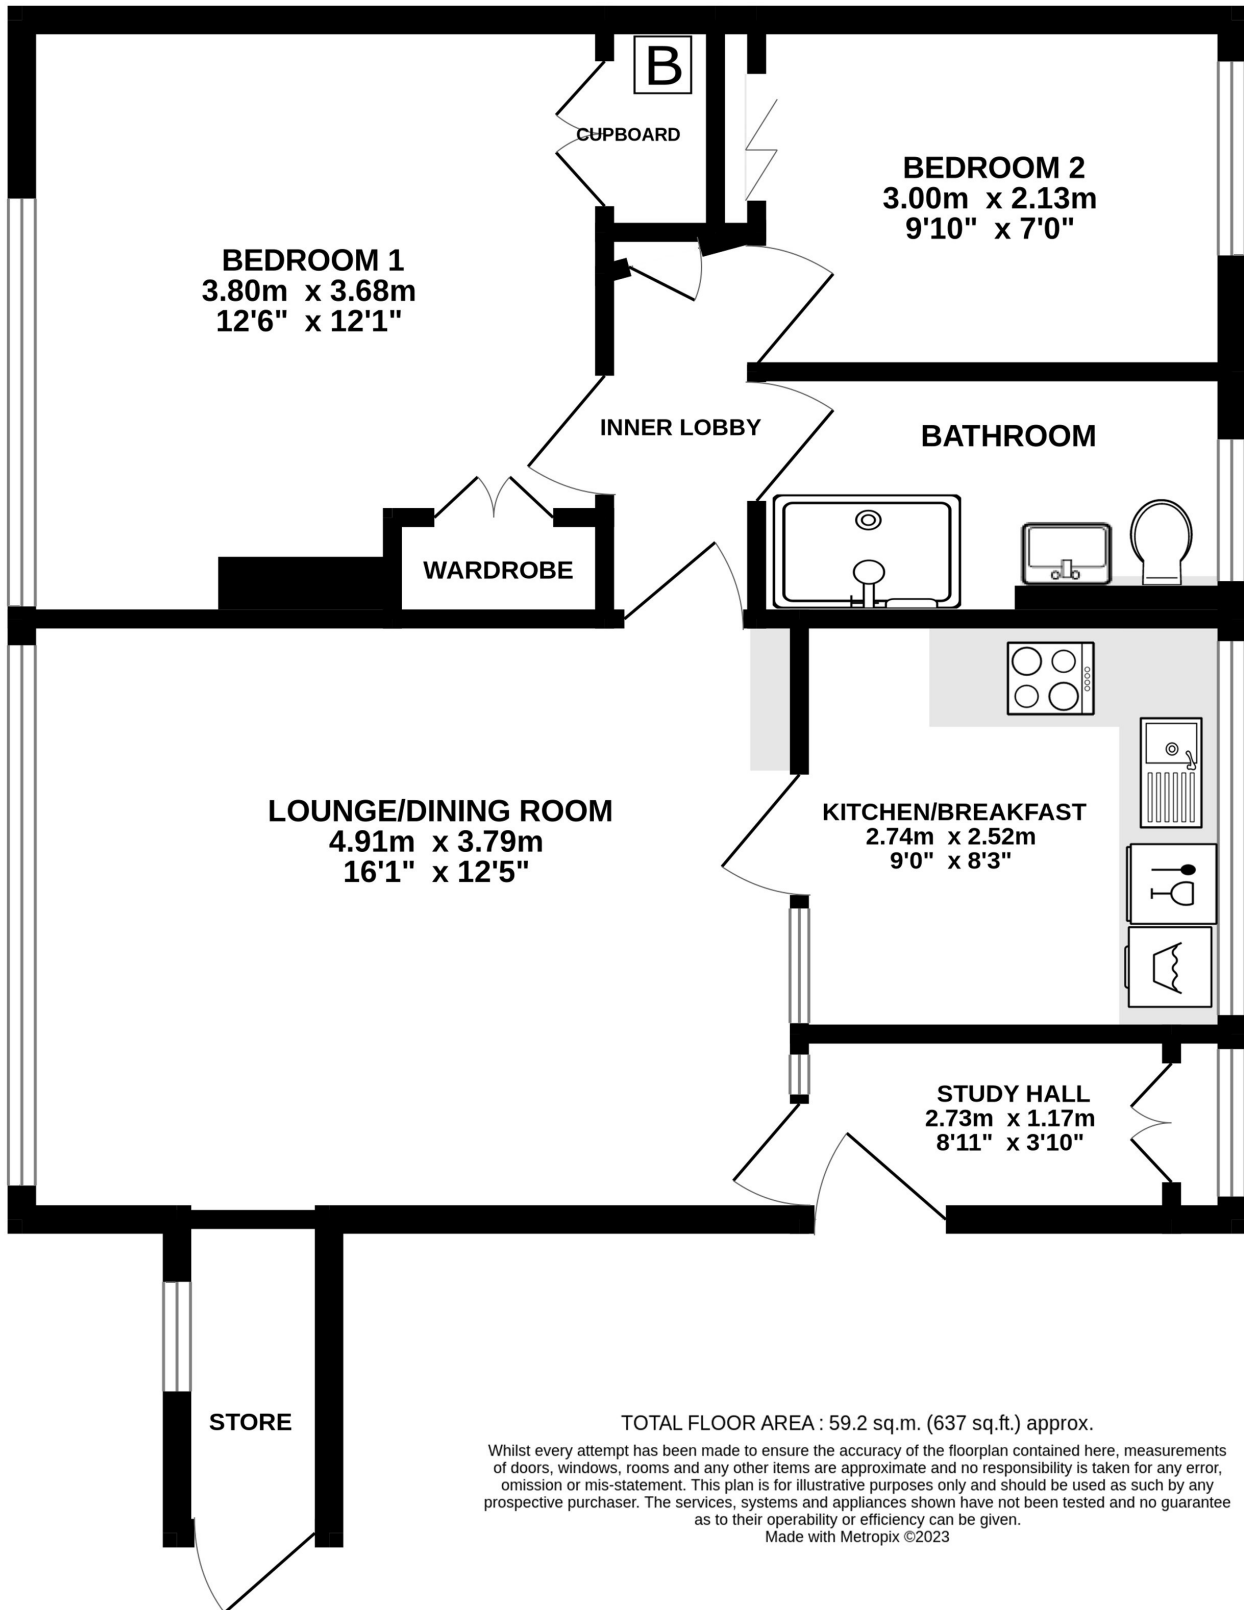 B
CUPBOARD
BEDROOM 2
3.00m x 2.13m
9'10" x 7'0"
BEDROOM 1
3.80m x 3.68m
12'6" x 12'1"
INNER LOBBY
BATHROOM
WARDROBE
LOUNGE/DINING ROOM
4.91m x 3.79m
16'1" x 12'5"
KITCHEN/BREAKFAST
2.74m x 2.52m
9'0" x 8'3"
STUDY HALL
2.73m x 1.17m
8'11" x 3'10"
STORE
TOTAL FLOOR AREA : 59.2 sq.m. (637 sq.ft.) approx.
Whilst every attempt has been made to ensure the accuracy of the floorplan contained here, measurements
of doors, windows, rooms and any other items are approximate and no responsibility is taken for any error,
omission or mis-statement. This plan is for illustrative purposes only and should be used as such by any
prospective purchaser. The services, systems and appliances shown have not been tested and no guarantee
as to their operability or efficiency can be given.
Made with Metropix ©2023